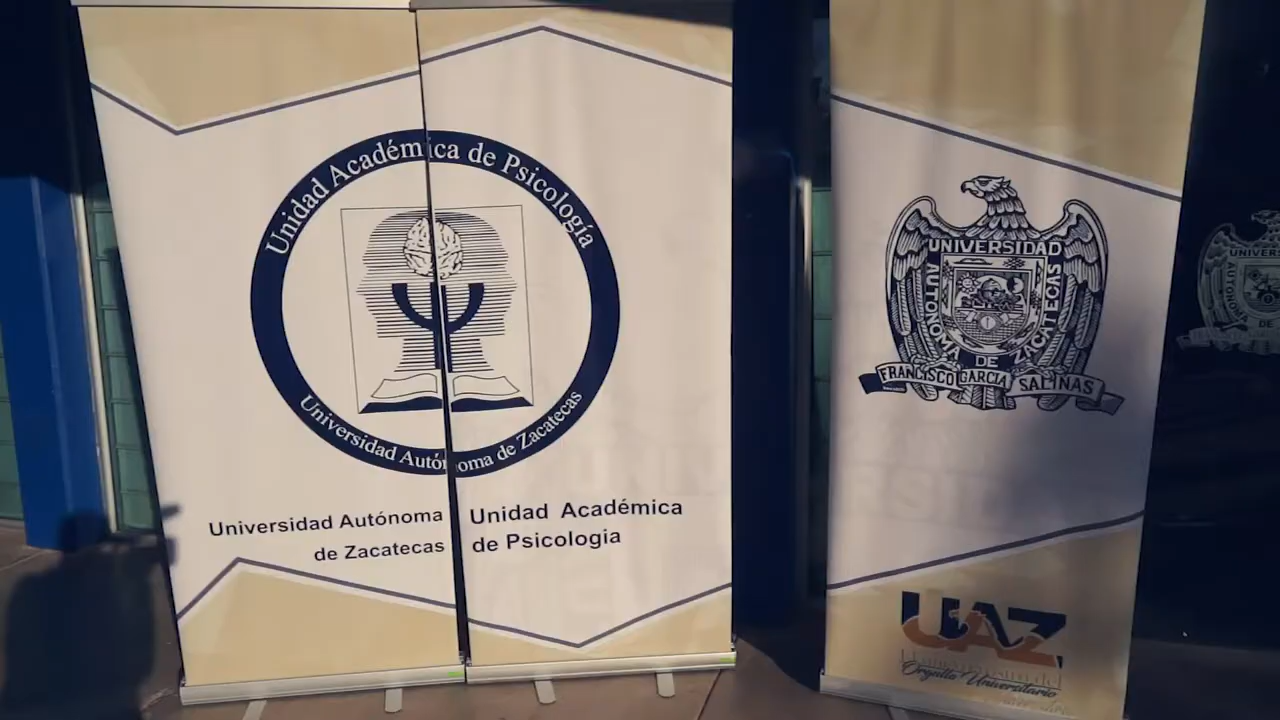 Unidad Académica de Psicología
Universidad Autónoma de Zacatecas
Universidad Autónoma
de Zacatecas
Unidad Académica
de Psicologia
UNIVERSIDAD
AUTONOMA DE ZACATECAS
FRANCISCO GARCIA SALINAS
UAZ
Orgullo Universitario
UNIVER